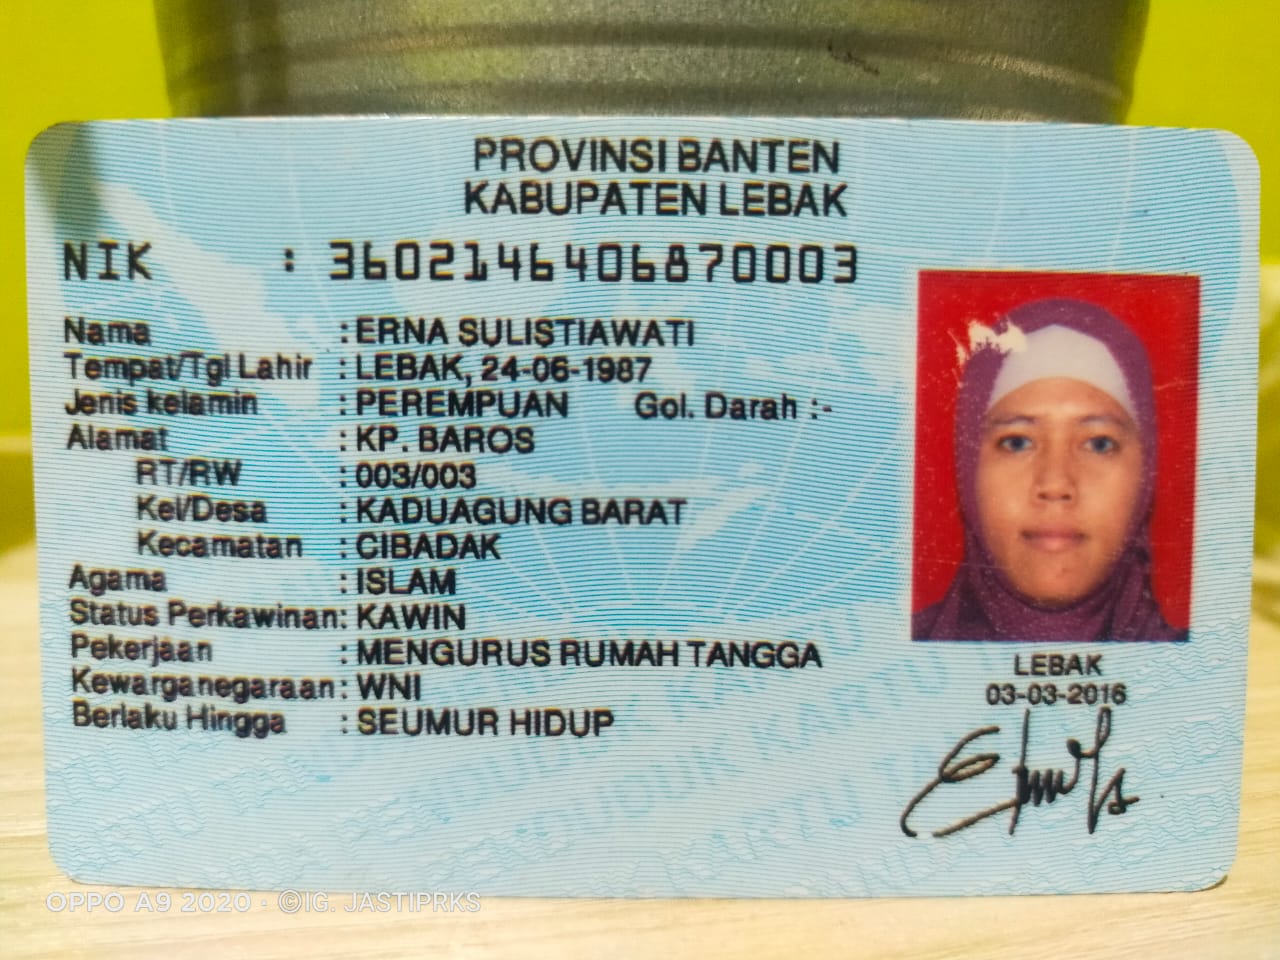 PROVINSI BANTEN
KABUPATEN LEBAK
NIK : 3602146406870003
Nama : ERNA SULISTIAWATI
Tempat/Tgl Lahir : LEBAK, 24-06-1987
Jenis kelamin : PEREMPUAN Gol. Darah :-
Alamat : KP. BAROS
RT/RW : 003/003
Kel/Desa : KADUAGUNG BARAT
Kecamatan : CIBADAK
Agama : ISLAM
Status Perkawinan: KAWIN
Pekerjaan : MENGURUS RUMAH TANGGA
Kewarganegaraan: WNI
Berlaku Hingga : SEUMUR HIDUP
LEBAK
03-03-2016
OPPO A9 2020 · ©IG. JASTIPRKS